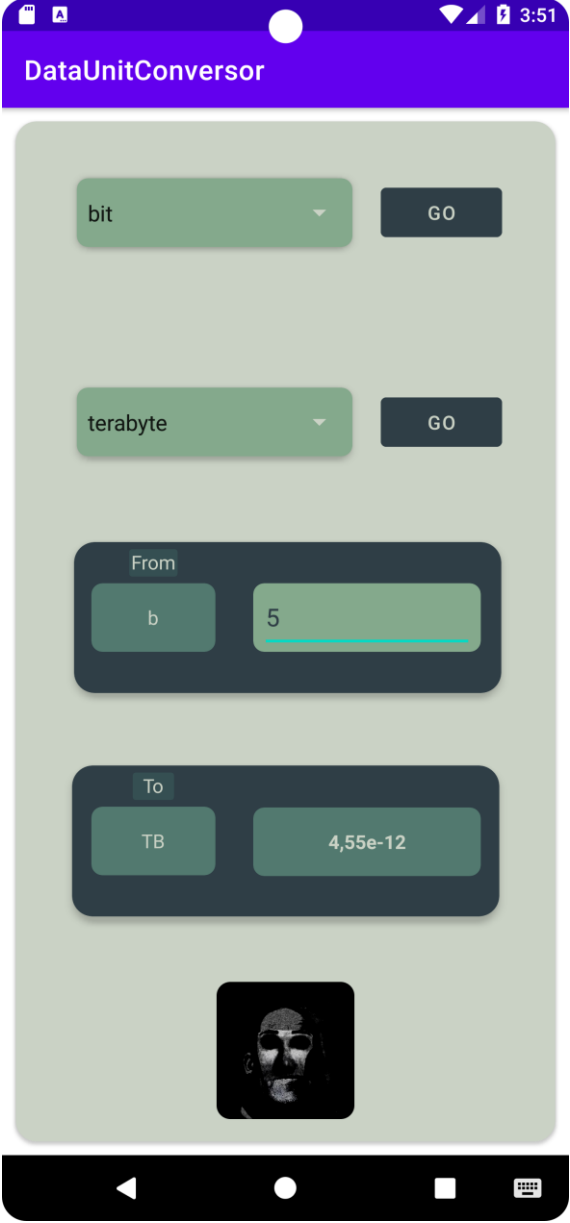 3:51
DataUnitConversor
bit
GO
terabyte
GO
From
b
5
To
TB
4,55e-12